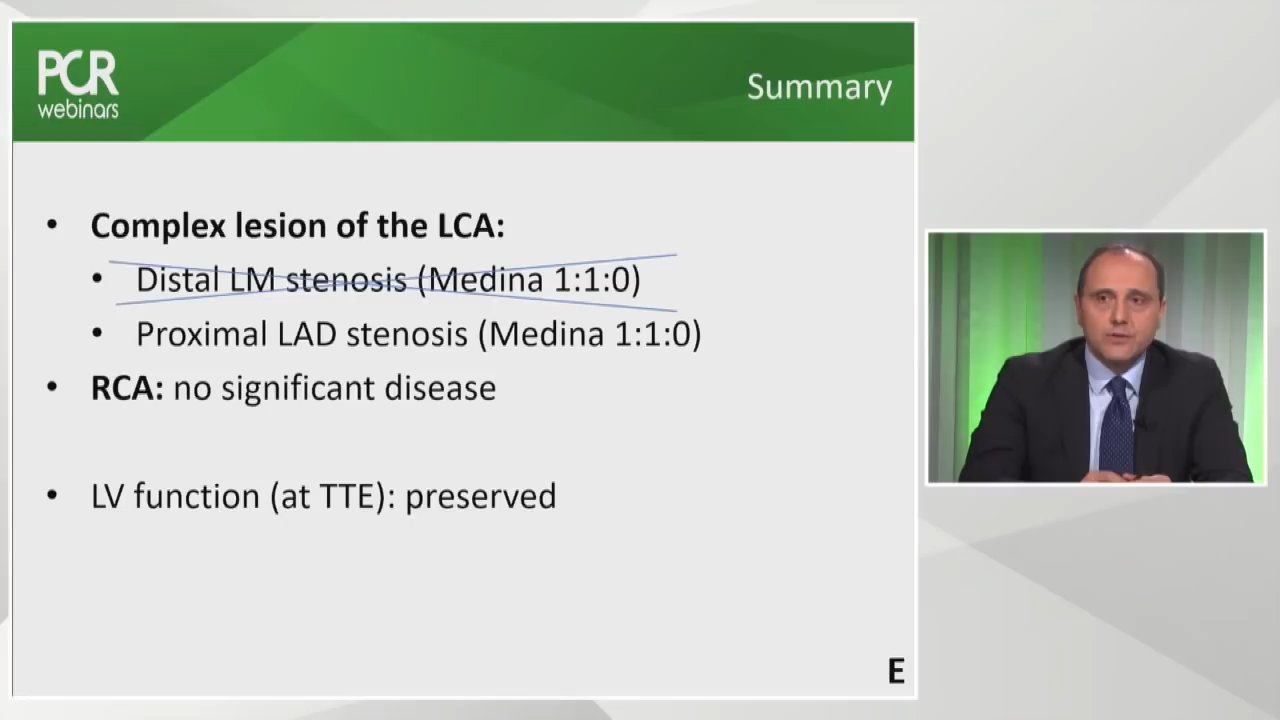 PCR
webinars
Summary
• Complex lesion of the LCA:
• Distal LM stenosis (Medina 1:1:0)
• Proximal LAD stenosis (Medina 1:1:0)
• RCA: no significant disease
• LV function (at TTE): preserved
E